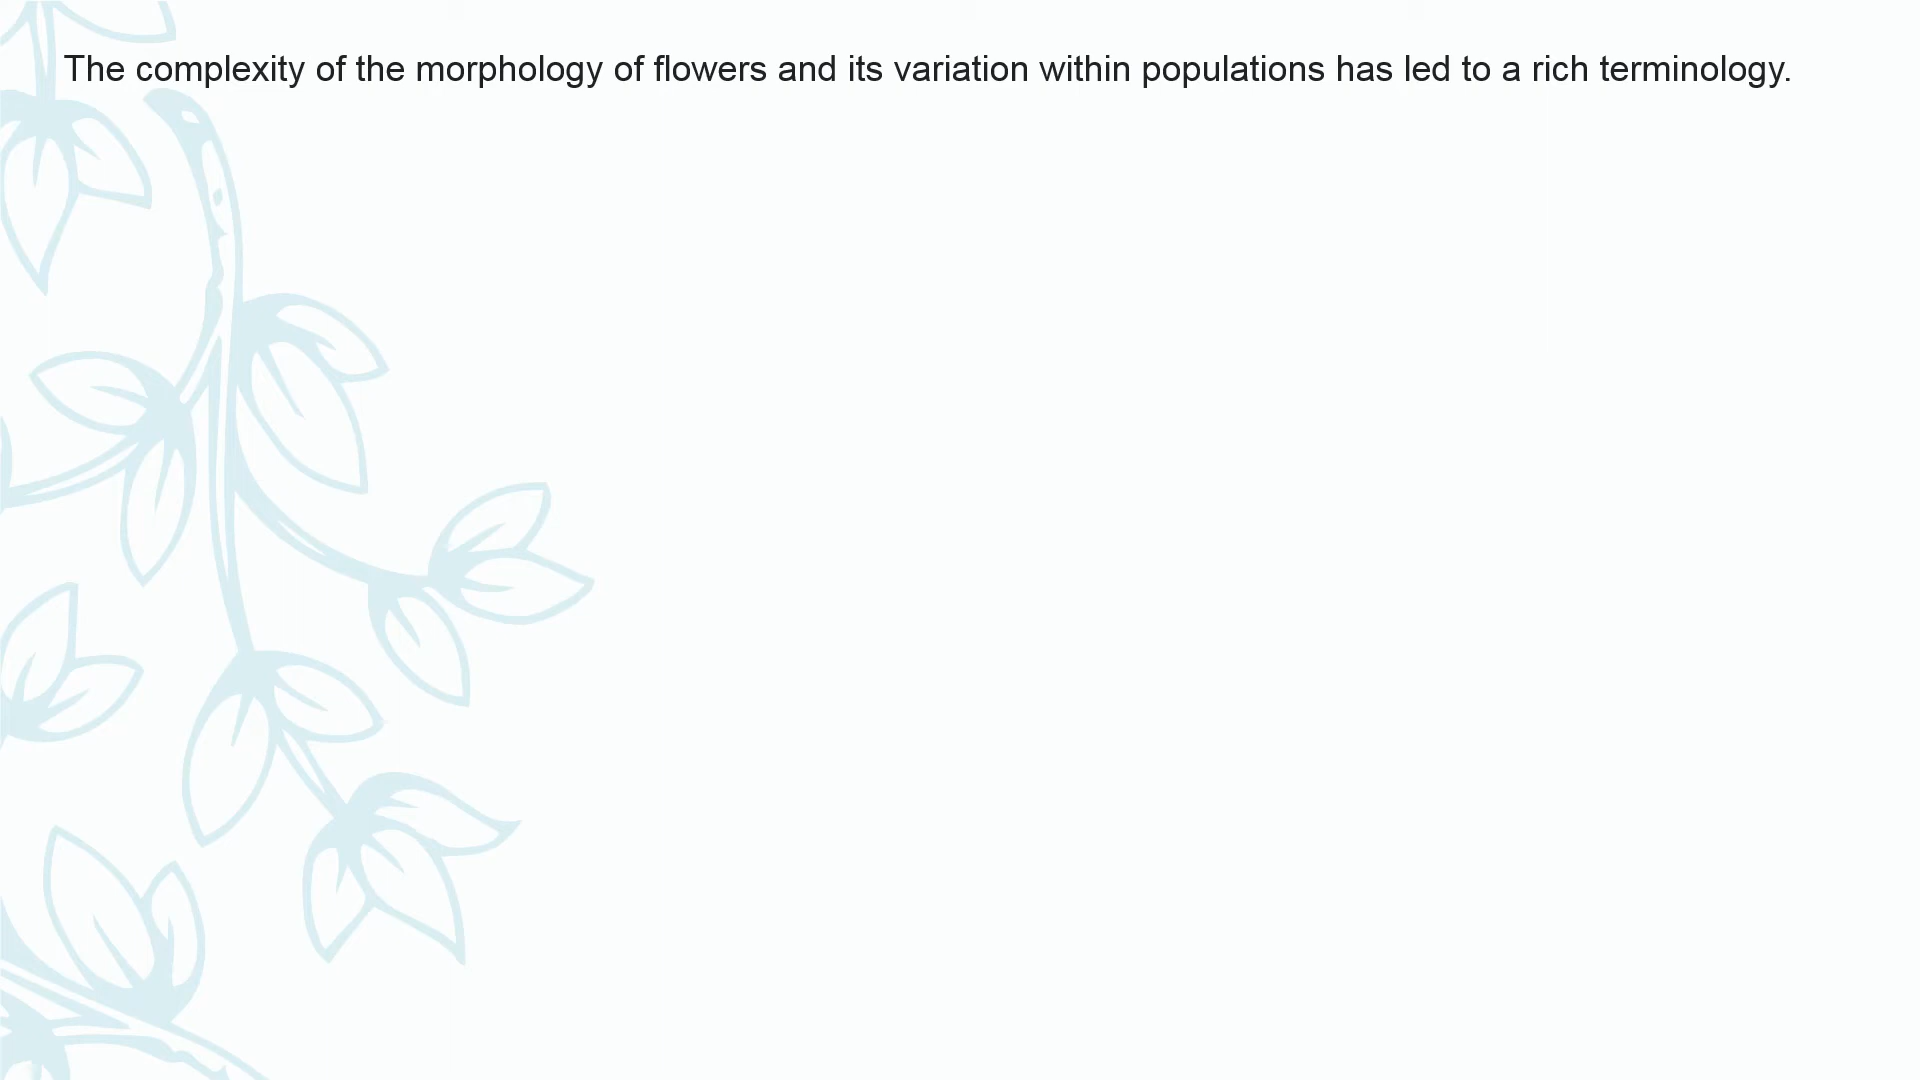 The complexity of the morphology of flowers and its variation within populations has led to a rich terminology.